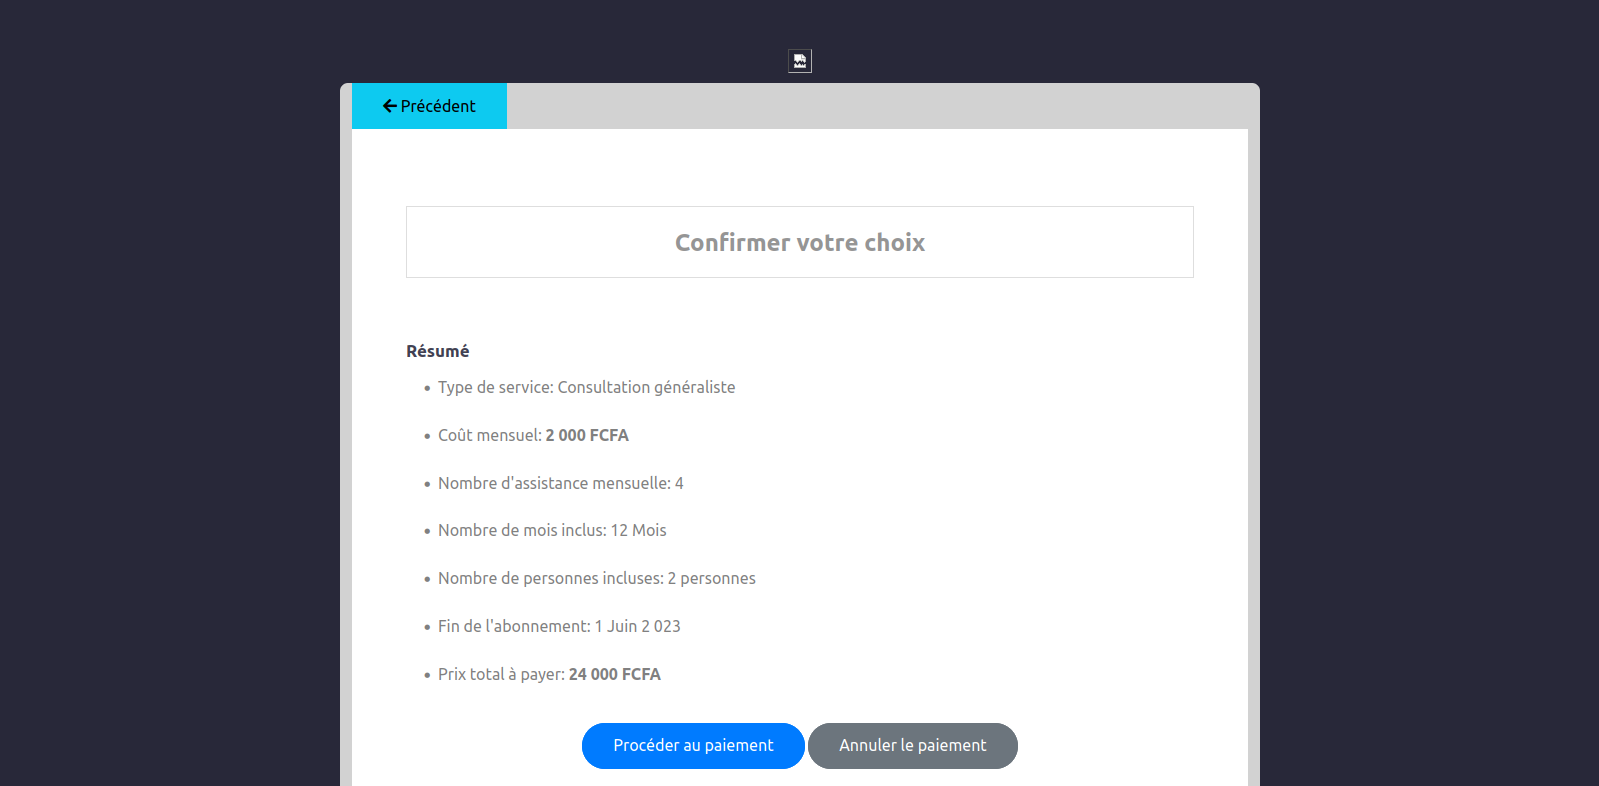 Précédent
Confirmer votre choix
Résumé
Type de service: Consultation généraliste
Coût mensuel: 2 000 FCFA
Nombre d'assistance mensuelle: 4
Nombre de mois inclus: 12 Mois
Nombre de personnes incluses: 2 personnes
Fin de l'abonnement: 1 Juin 2 023
Prix total à payer: 24 000 FCFA
Procéder au paiement Annuler le paiement